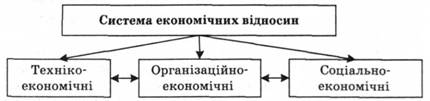 Система економічних відносин
Техніко-
економічні
Організаційно-
економічні
Соціально-
економічні